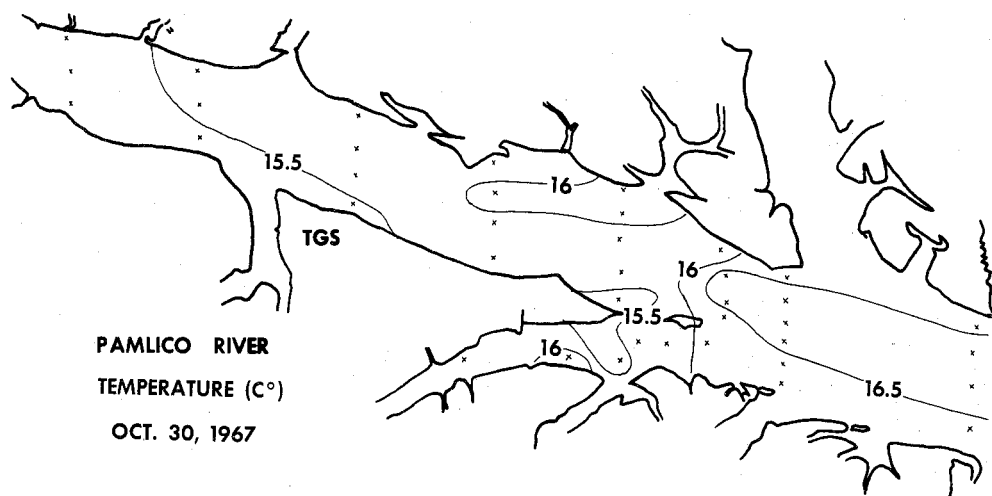 15.5
16
TGS
16
15.5
16
16.5
PAMLICO RIVER
TEMPERATURE (C°)
OCT. 30, 1967